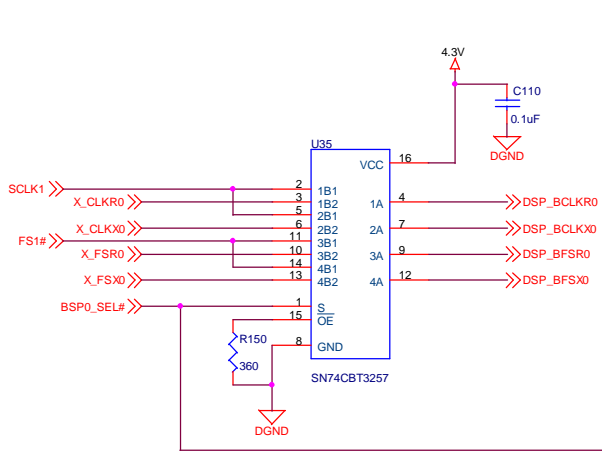 4.3V
C110
0.1uF
DGND
U35
VCC 16
SCLK1 2 1B1
X_CLKR0 3 1B2 1A 4 DSP_BCLKR0
5 2B1
X_CLKX0 6 2B2 2A 7 DSP_BCLKX0
FS1# 11 3B1
X_FSR0 10 3B2 3A 9 DSP_BFSR0
14 4B1
X_FSX0 13 4B2 4A 12 DSP_BFSX0
BSP0_SEL# 1 S
15 OE
R150
360
8 GND
SN74CBT3257
DGND